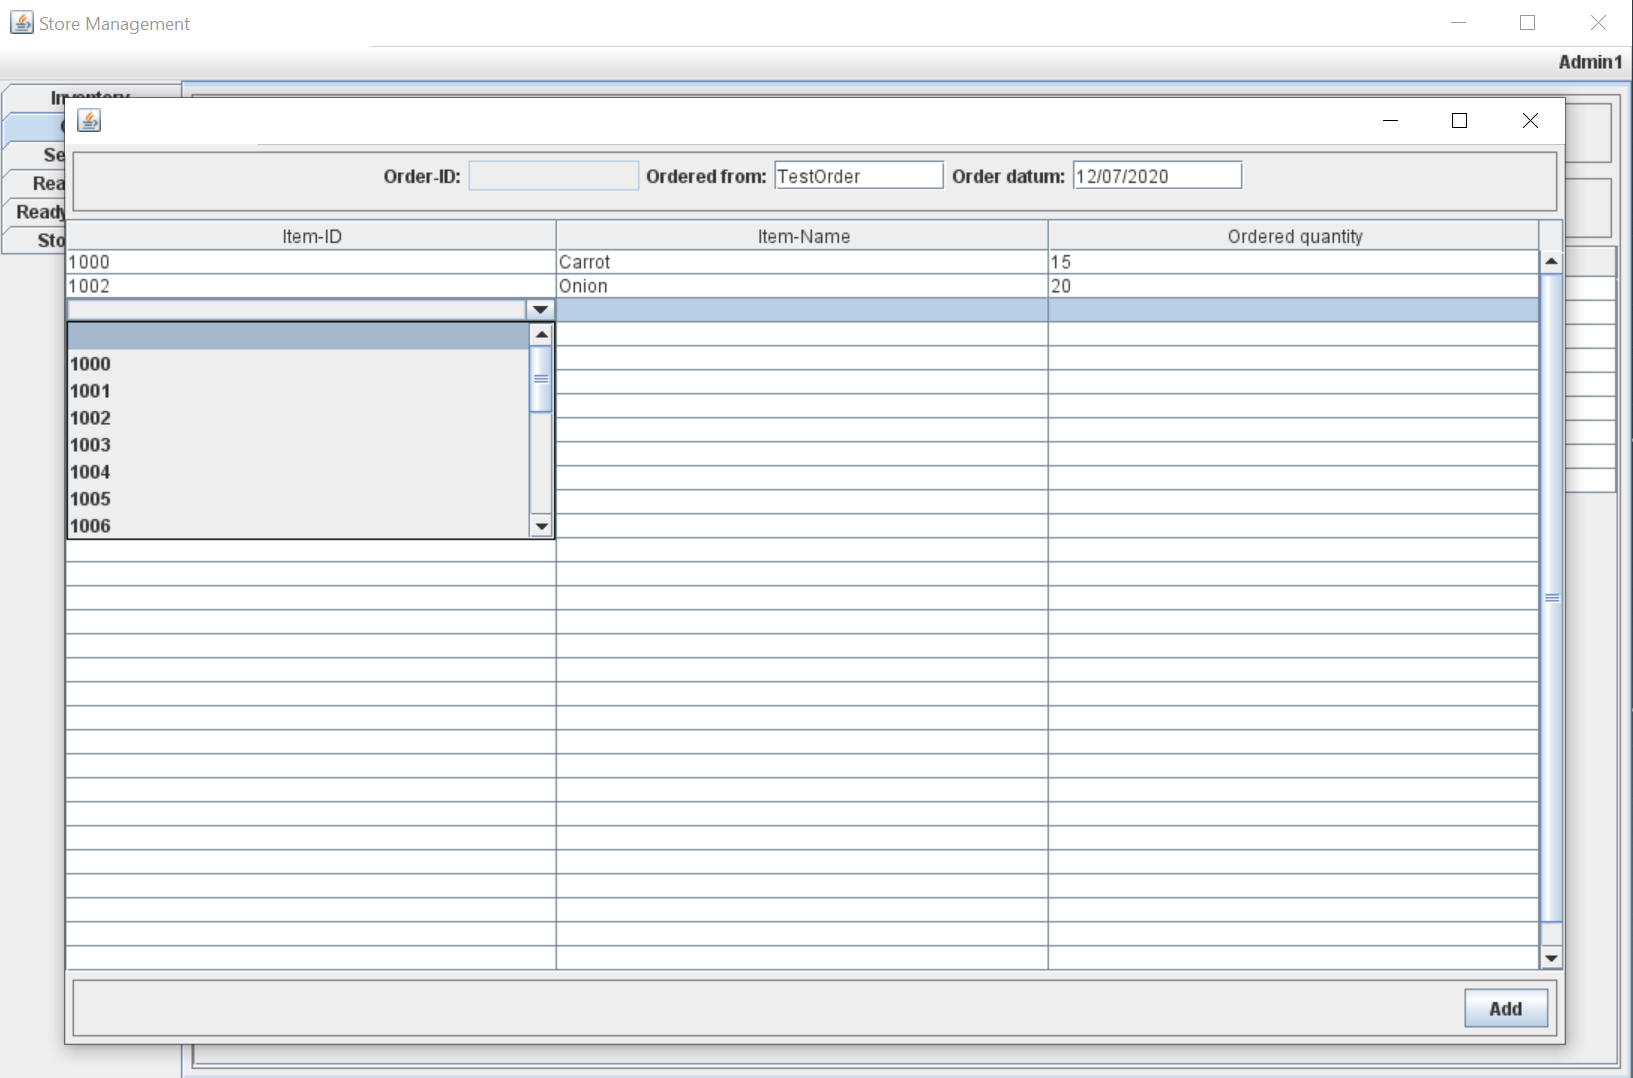 Store Management
Admin1
Inventory
Se
Rea
Ready
Sto
Order-ID: Ordered from: TestOrder Order datum: 12/07/2020
Item-ID Item-Name Ordered quantity
1000 Carrot 15
1002 Onion 20
1000
1001
1002
1003
1004
1005
1006
Add